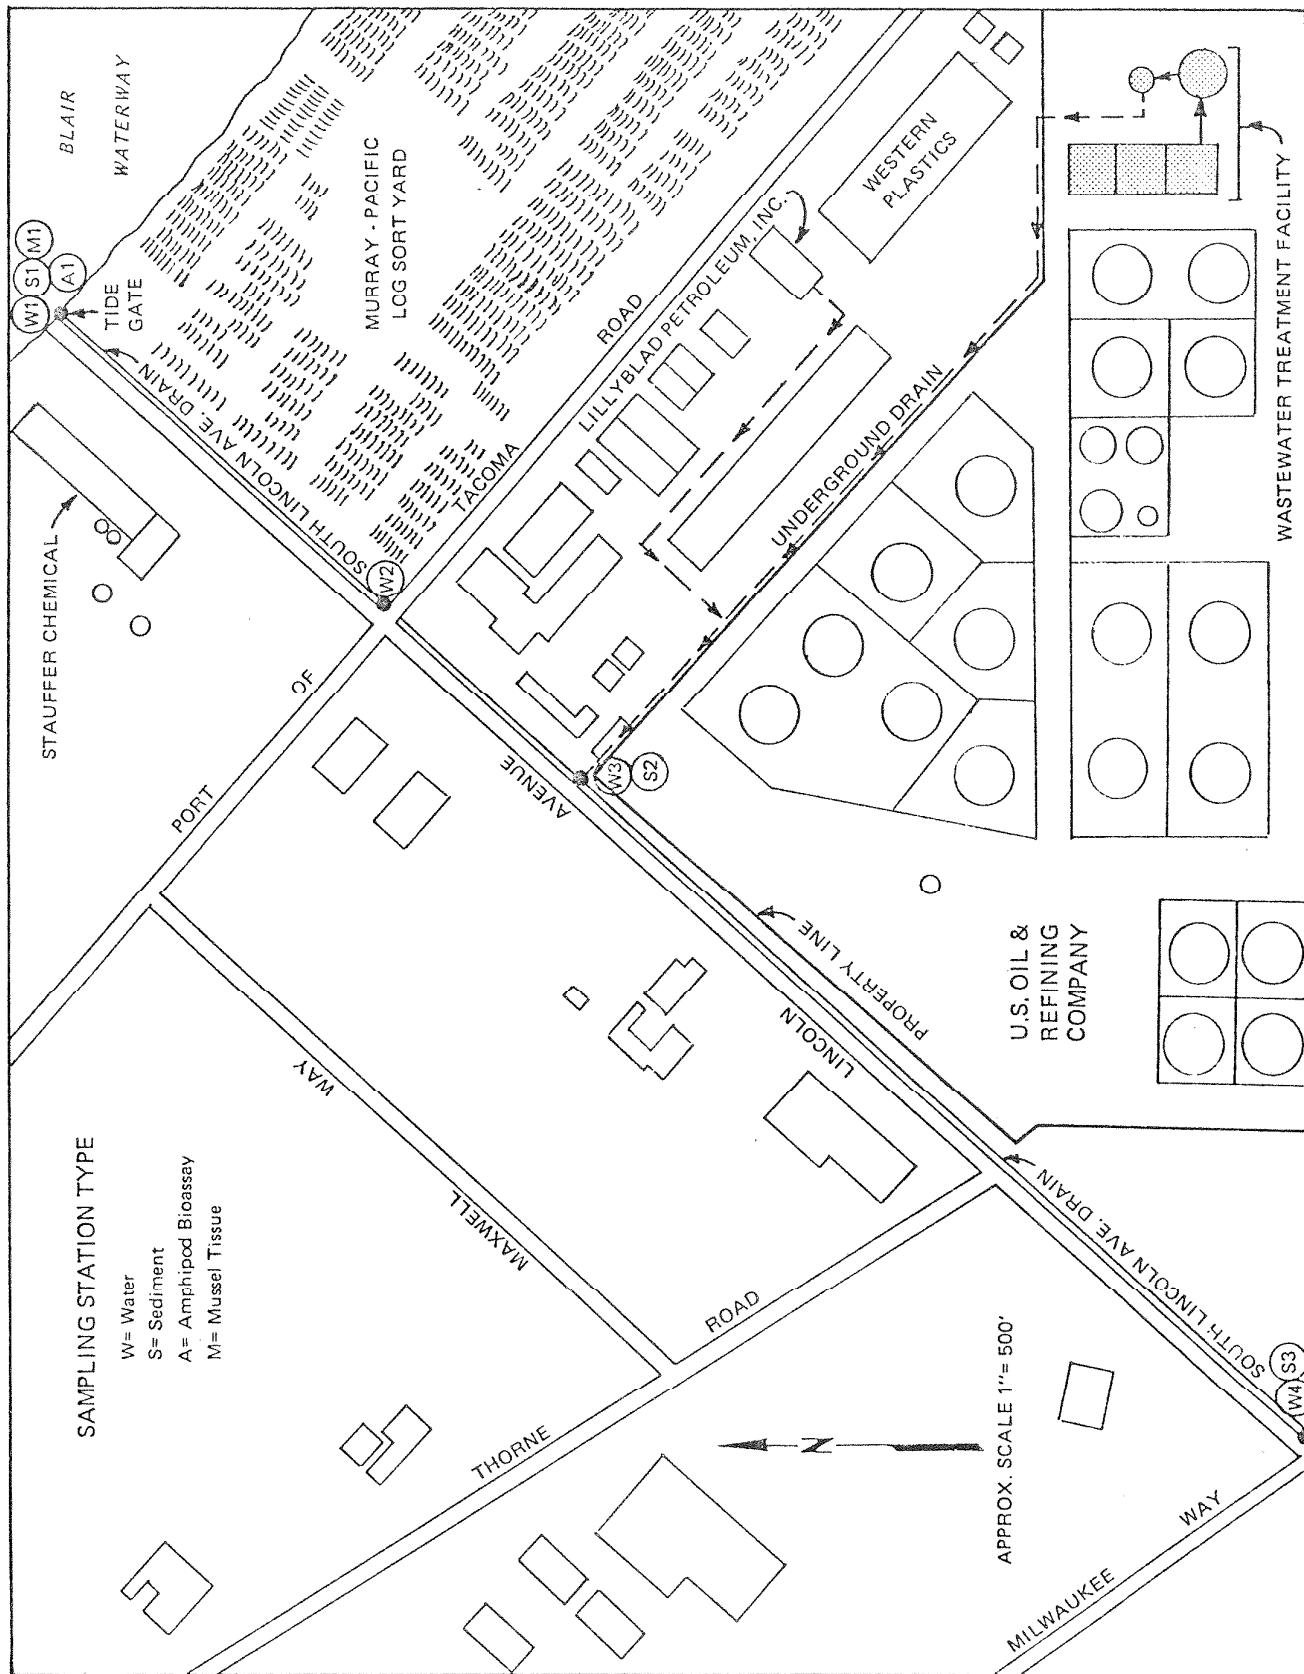 BLAIR
WATERWAY
W1
S1
M1
A1
TIDE
GATE
SOUTH LINCOLN AVE. DRAIN
STAUFFER CHEMICAL
MURRAY - PACIFIC
LOG SORT YARD
W2
PORT OF TACOMA ROAD
LILLYBLAD PETROLEUM, INC.
WESTERN
PLASTICS
UNDERGROUND DRAIN
W3
S2
WASTEWATER TREATMENT FACILITY
LINCOLN AVENUE
PROPERTY LINE
U.S. OIL &
REFINING
COMPANY
MAXWELL WAY
THORNE ROAD
SAMPLING STATION TYPE
W= Water
S= Sediment
A= Amphipod Bioassay
M= Mussel Tissue
N
APPROX. SCALE 1"= 500'
SOUTH LINCOLN AVE. DRAIN
W4
S3
MILWAUKEE WAY